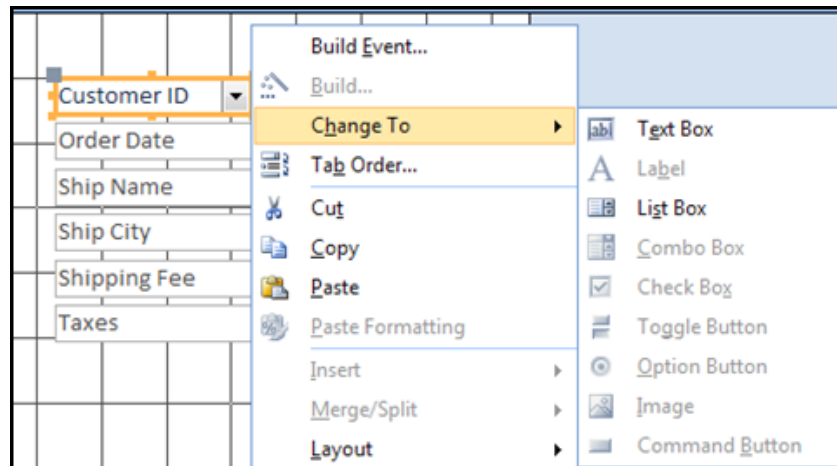 Customer ID
Order Date
Ship Name
Ship City
Shipping Fee
Taxes
Build Event...
Build...
Change To
Tab Order...
Cut
Copy
Paste
Paste Formatting
Insert
Merge/Split
Layout
ab Text Box
A Label
List Box
Combo Box
Check Box
Toggle Button
Option Button
Image
Command Button